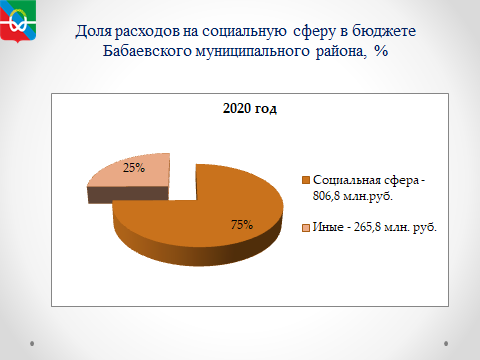 Доля расходов на социальную сферу в бюджете
Бабаевского муниципального района, %
2020 год
25%
75%
Социальная сфера -
806,8 млн.руб.
Иные - 265,8 млн. руб.